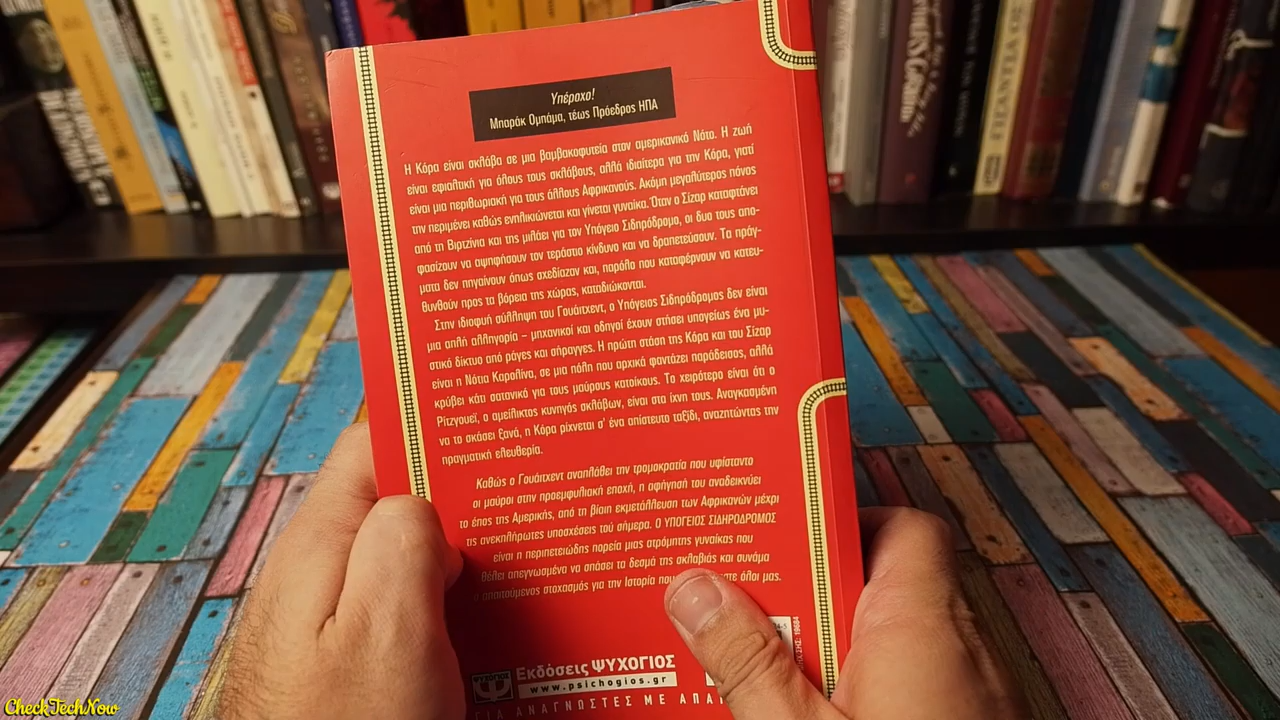 Υπέροχο!
Μπαράκ Ομπάμα, τέως Πρόεδρος ΗΠΑ
Η Κόρα είναι σκλάβα σε μια βαμβακοφυτεία στον αμερικανικό Νότο. Η ζωή
είναι εφιαλτική για όλους τους σκλάβους, αλλά ιδιαίτερα για την Κόρα, γιατί
είναι μια περιθωριακή για τους άλλους Αφρικανούς. Ακόμη μεγαλύτερος πόνος
την περιμένει καθώς ενηλικιώνεται και γίνεται γυναίκα. Όταν ο Σίζαρ καταφτάνει
από τη Βιρτζίνια και της μιλάει για τον Υπόγειο Σιδηρόδρομο, οι δυο τους απο-
φασίζουν να αψηφήσουν τον τεράστιο κίνδυνο και να δραπετεύσουν. Τα πράγ-
ματα δεν πηγαίνουν όπως σχεδίαζαν και, παρόλο που καταφέρνουν να κατευ-
θυνθούν προς τα βόρεια της χώρας, καταδιώκονται.
Στην ιδιοφυή σύλληψη του Γουάιτχεντ, ο Υπόγειος Σιδηρόδρομος δεν είναι
μια απλή αλληγορία – μηχανικοί και οδηγοί έχουν στήσει υπογείως ένα μυ-
στικό δίκτυο από ράγες και σήραγγες. Η πρώτη στάση της Κόρα και του Σίζαρ
είναι η Νότια Καρολίνα, σε μια πόλη που αρχικά φαντάζει παράδεισος, αλλά
κρύβει κάτι σατανικό για τους μαύρους κατοίκους. Το χειρότερο είναι ότι ο
Ρίτζγουεϊ, ο αμείλικτος κυνηγός σκλάβων, είναι στα ίχνη τους. Αναγκασμένη
να το σκάσει ξανά, η Κόρα ρίχνεται σ' ένα απίστευτο ταξίδι, αναζητώντας την
πραγματική ελευθερία.
Καθώς ο Γουάιτχεντ αναπλάθει την τρομοκρατία που υφίσταντο
οι μαύροι στην προεμφυλιακή εποχή, η αφήγησή του αναδεικνύει
το έπος της Αμερικής, από τη βίαιη εκμετάλλευση των Αφρικανών μέχρι
τις ανεκπλήρωτες υποσχέσεις τού σήμερα. Ο ΥΠΟΓΕΙΟΣ ΣΙΔΗΡΟΔΡΟΜΟΣ
είναι η περιπετειώδης πορεία μιας ατρόμητης γυναίκας που
θέλει απεγνωσμένα να σπάσει τα δεσμά της σκλαβιάς και συνάμα
ο απαιτούμενος στοχασμός για την Ιστορία που όλοι μας.
ΨΥΧΟΓΙΟΣ
Εκδόσεις ΨΥΧΟΓΙΟΣ
www.psichogios.gr
ΓΙΑ ΑΝΑΓΝΩΣΤΕΣ ΜΕ ΑΠΑΙ
19684
CheckTechNow